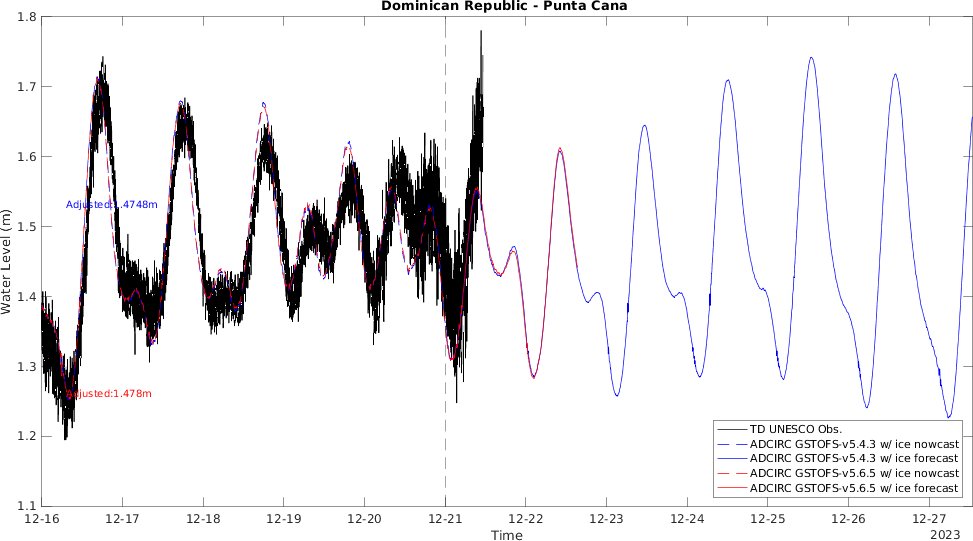 Dominican Republic - Punta Cana
Water Level (m)
1.8
1.7
1.6
1.5
1.4
1.3
1.2
1.1
Adjusted:1.4748m
Adjusted:1.478m
TD UNESCO Obs.
ADCIRC GSTOFS-v5.4.3 w/ ice nowcast
ADCIRC GSTOFS-v5.4.3 w/ ice forecast
ADCIRC GSTOFS-v5.6.5 w/ ice nowcast
ADCIRC GSTOFS-v5.6.5 w/ ice forecast
12-16 12-17 12-18 12-19 12-20 12-21 12-22 12-23 12-24 12-25 12-26 12-27
Time
2023